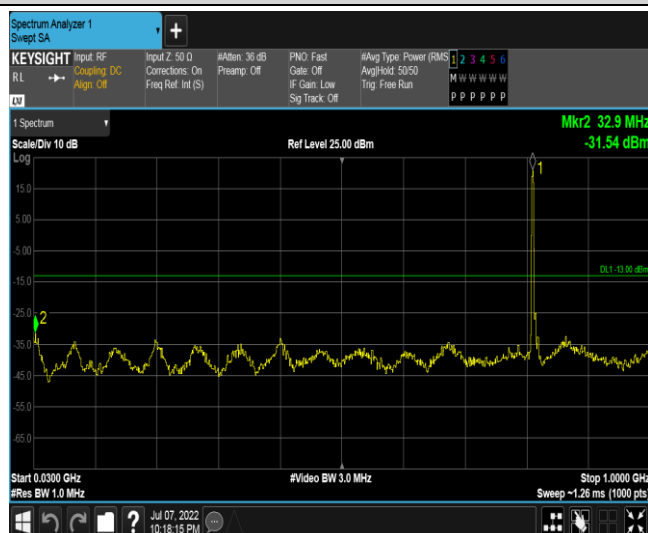 Spectrum Analyzer 1
Swept SA
KEYSIGHT Input: RF Input Z: 50 Ω #Atten: 36 dB PNO: Fast #Avg Type: Power (RMS 1 2 3 4 5 6
RL Coupling: DC Corrections: On Preamp: Off Gate: Off Avg|Hold: 50/50 M W W W W W
Align: Off Freq Ref: Int (S) IF Gain: Low Trig: Free Run
Sig Track: Off P P P P P P
LXI
1 Spectrum Mkr2 32.9 MHz
Scale/Div 10 dB Ref Level 25.00 dBm -31.54 dBm
Log
1
15.0
5.00
-5.00
DL1 -13.00 dBm
-15.0
-25.0
2
-35.0
-45.0
-55.0
-65.0
Start 0.0300 GHz #Video BW 3.0 MHz Stop 1.0000 GHz
#Res BW 1.0 MHz Sweep ~1.26 ms (1000 pts)
? Jul 07, 2022
10:18:15 PM